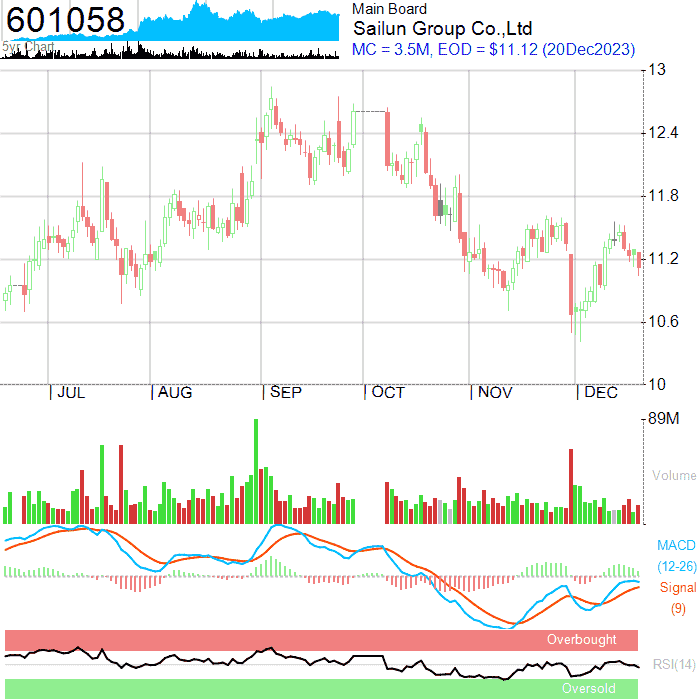 601058
5yr Chart
Main Board
Sailun Group Co.,Ltd
MC = 3.5M, EOD = $11.12 (20Dec2023)
13
12.4
11.8
11.2
10.6
10
JUL AUG SEP OCT NOV DEC
89M
Volume
MACD
(12-26)
Signal
(9)
Overbought
RSI(14)
Oversold